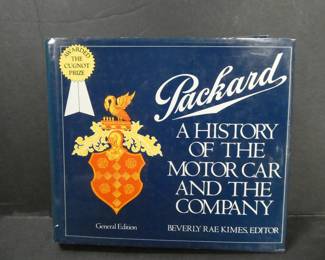 AWARDED
THE
CUGNOT
PRIZE
Packard
A HISTORY
OF THE
MOTOR CAR
AND THE
COMPANY
General Edition
BEVERLY RAE KIMES, EDITOR